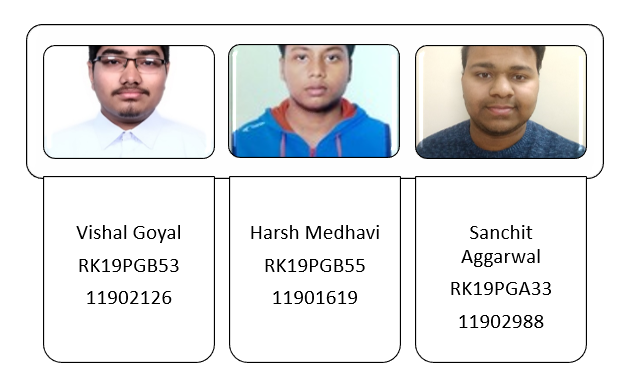 Vishal Goyal
RK19PGB53
11902126
Harsh Medhavi
RK19PGB55
11901619
Sanchit
Aggarwal
RK19PGA33
11902988